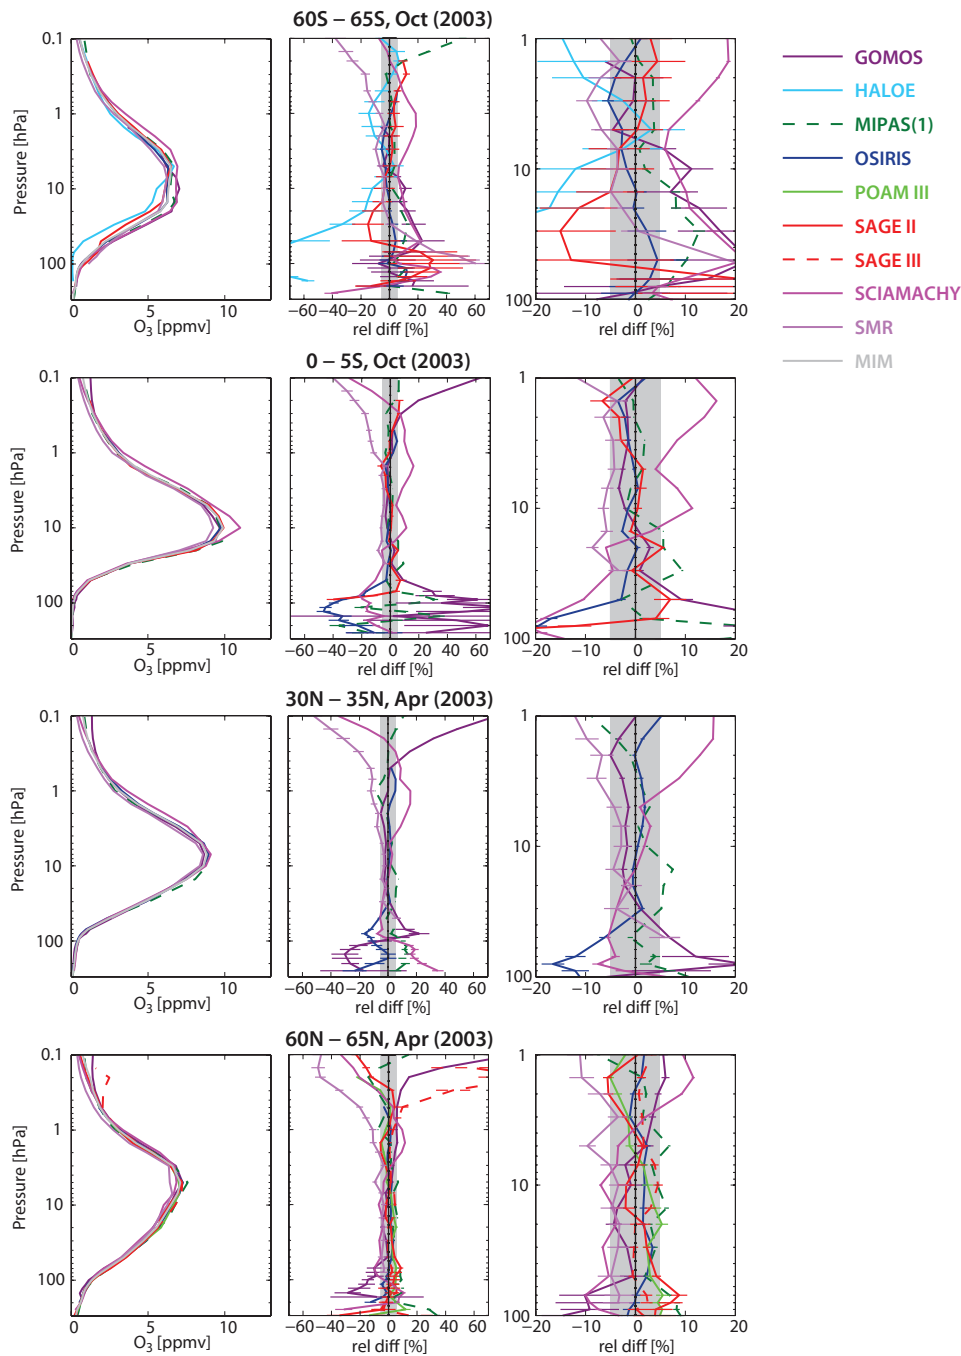 60S – 65S, Oct (2003)
0.1
1
10
100
Pressure [hPa]
0 5 10
O3 [ppmv]
−60 −40 −20 0 20 40 60
rel diff [%]
1
10
100
−20 −10 0 10 20
rel diff [%]
GOMOS
HALOE
MIPAS(1)
OSIRIS
POAM III
SAGE II
SAGE III
SCIAMACHY
SMR
MIM
0 – 5S, Oct (2003)
0.1
1
10
100
Pressure [hPa]
0 5 10
O3 [ppmv]
−60 −40 −20 0 20 40 60
rel diff [%]
1
10
100
−20 −10 0 10 20
rel diff [%]
30N – 35N, Apr (2003)
0.1
1
10
100
Pressure [hPa]
0 5 10
O3 [ppmv]
−60 −40 −20 0 20 40 60
rel diff [%]
1
10
100
−20 −10 0 10 20
rel diff [%]
60N – 65N, Apr (2003)
0.1
1
10
100
Pressure [hPa]
0 5 10
O3 [ppmv]
−60 −40 −20 0 20 40 60
rel diff [%]
1
10
100
−20 −10 0 10 20
rel diff [%]